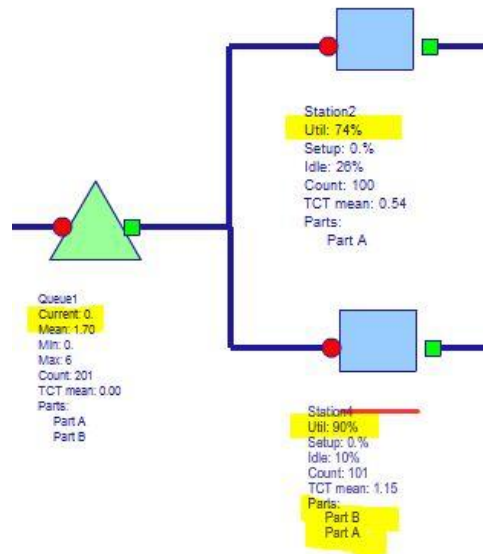 Station2
Util: 74%
Setup: 0.%
Idle: 26%
Count: 100
TCT mean: 0.54
Parts:
Part A
Queue1
Current: 0.
Mean: 1.70
Min: 0.
Max: 6
Count: 201
TCT mean: 0.00
Parts:
Part A
Part B
Station4
Util: 90%
Setup: 0.%
Idle: 10%
Count: 101
TCT mean: 1.15
Parts:
Part B
Part A